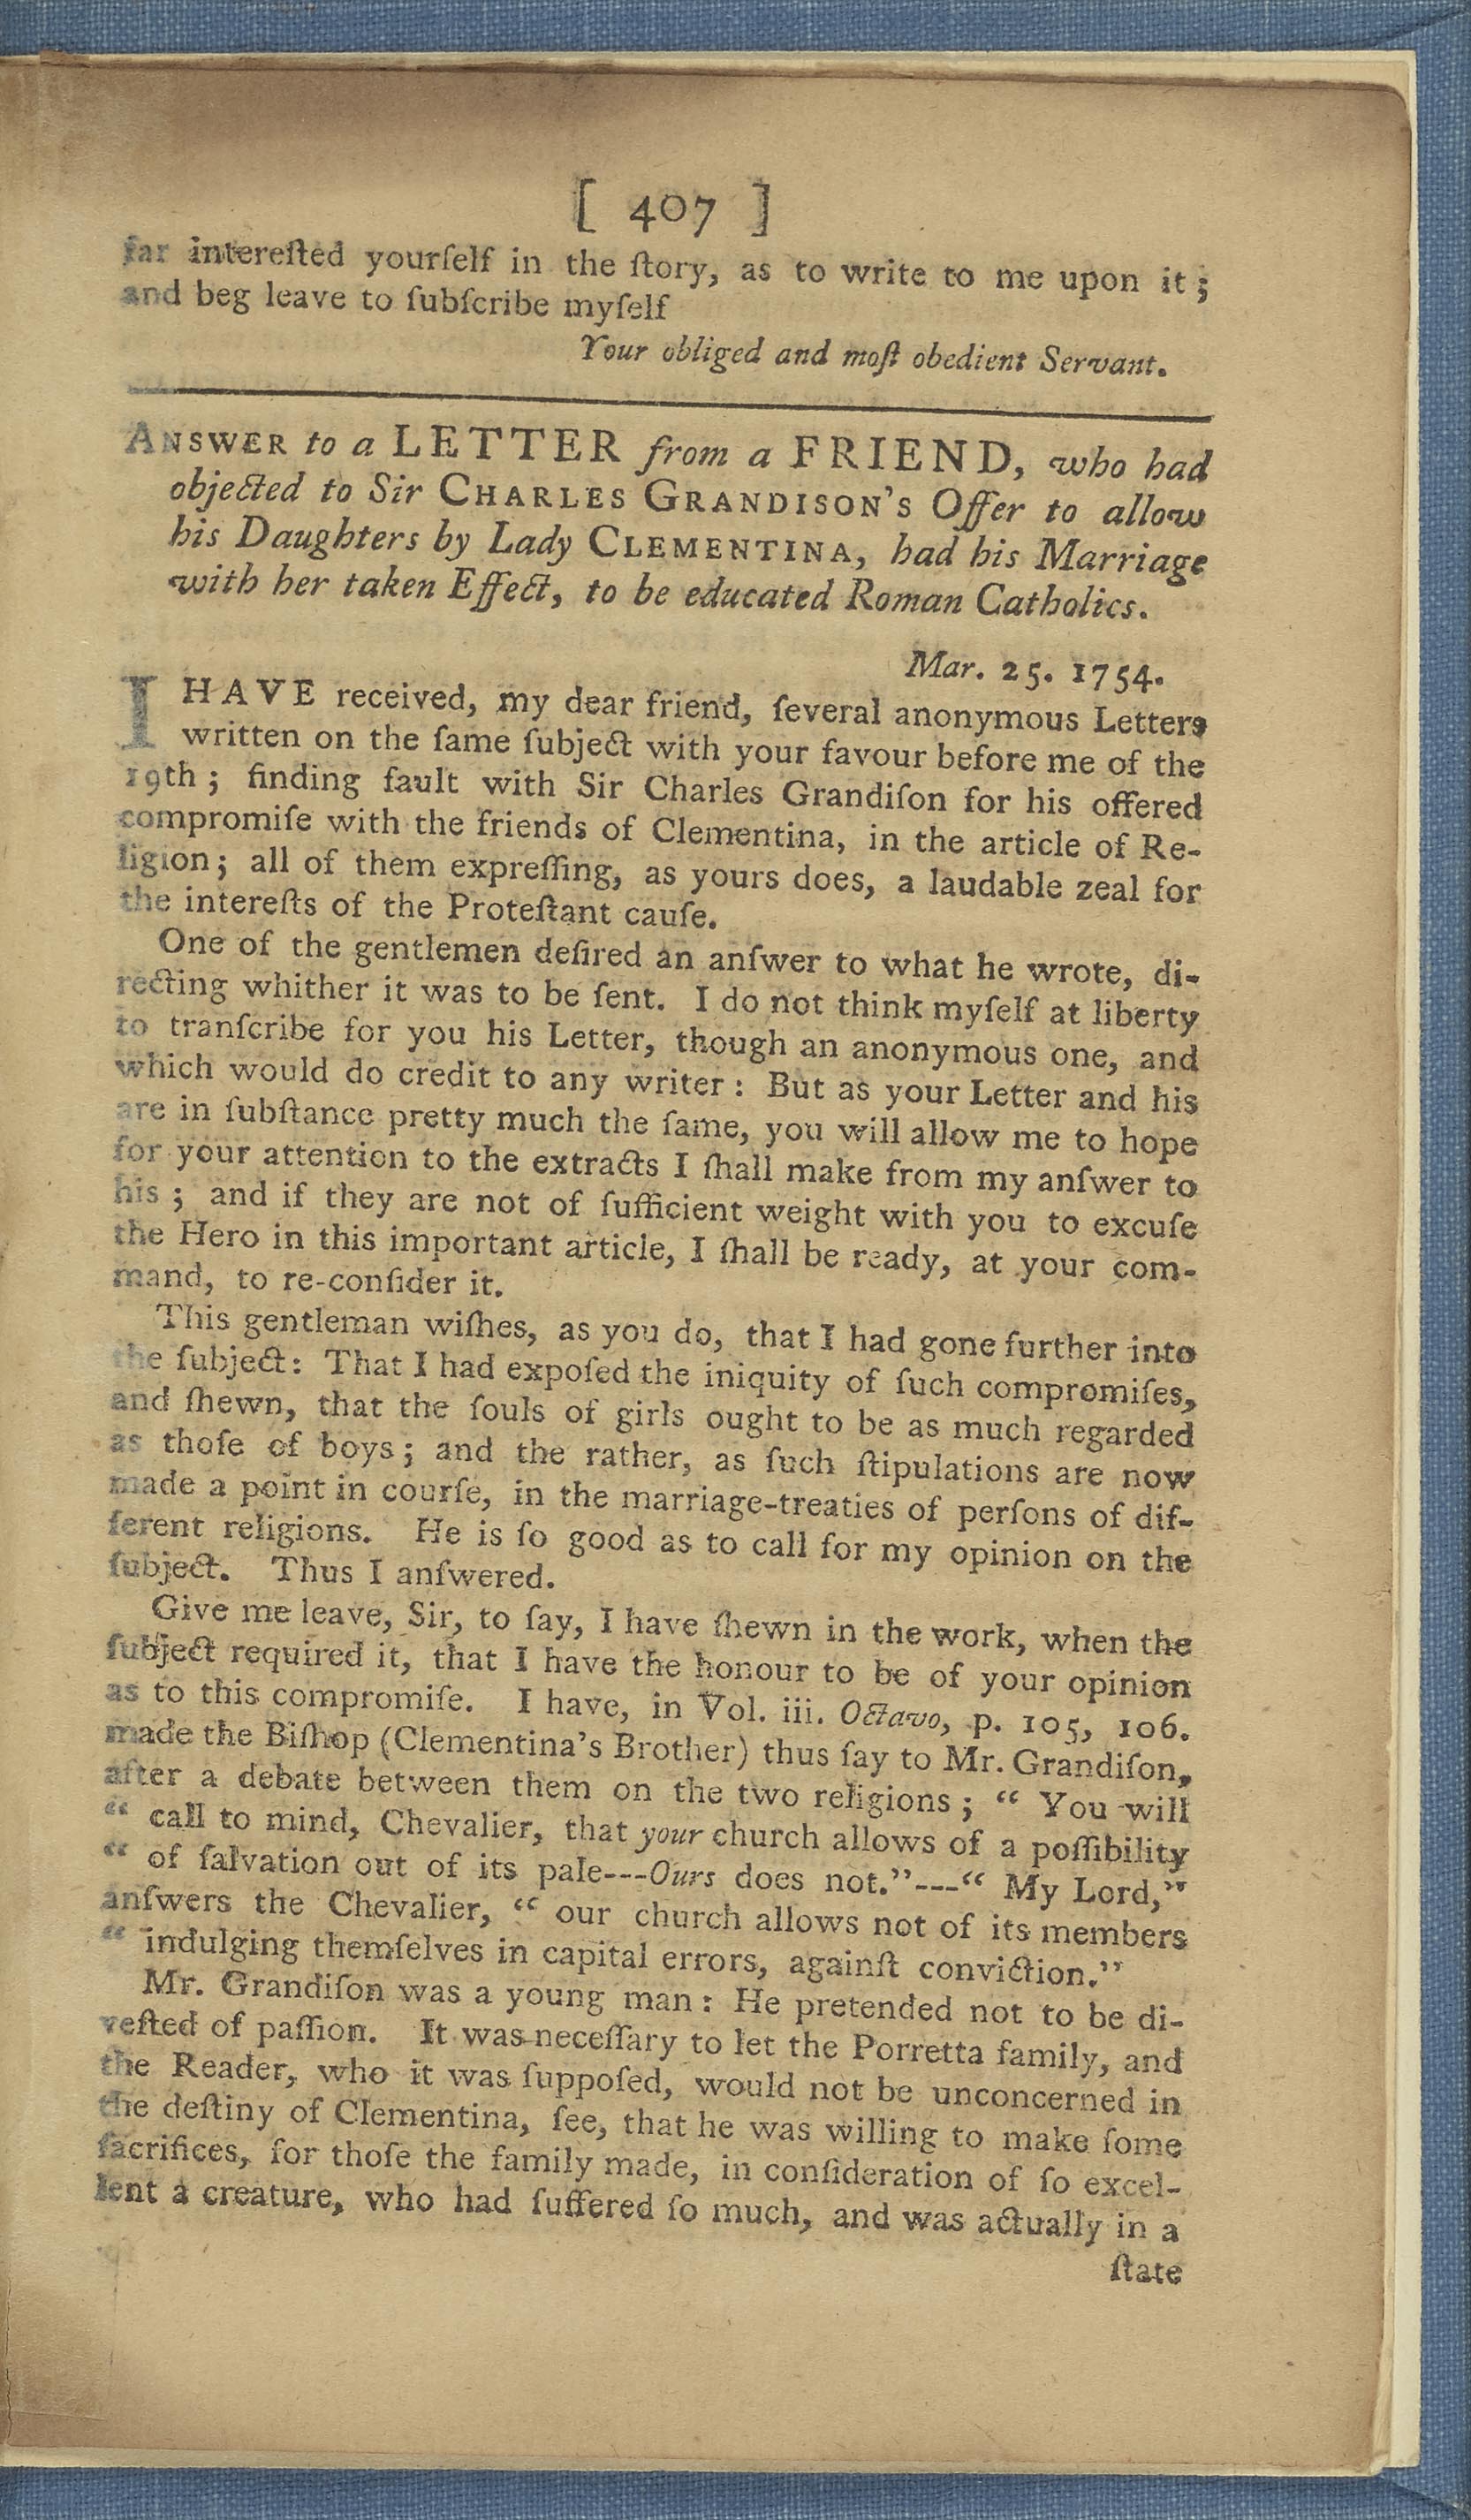 [ 407 ]
far intereſted yourſelf in the ſtory, as to write to me upon it ;
and beg leave to ſubſcribe myſelf
Your obliged and moſt obedient Servant.
ANSWER to a LETTER from a FRIEND, who had
objected to Sir CHARLES GRANDISON's Offer to allow
his Daughters by Lady CLEMENTINA, had his Marriage
with her taken Effect, to be educated Roman Catholics.
Mar. 25. 1754.
I HAVE received, my dear friend, ſeveral anonymous Letters
written on the ſame ſubject with your favour before me of the
19th ; finding fault with Sir Charles Grandiſon for his offered
compromiſe with the friends of Clementina, in the article of Re-
ligion; all of them expreſſing, as yours does, a laudable zeal for
the intereſts of the Proteſtant cauſe.
One of the gentlemen deſired an anſwer to what he wrote, di-
recting whither it was to be ſent. I do not think myſelf at liberty
to tranſcribe for you his Letter, though an anonymous one, and
which would do credit to any writer : But as your Letter and his
are in ſubſtance pretty much the ſame, you will allow me to hope
for your attention to the extracts I ſhall make from my anſwer to
his ; and if they are not of ſufficient weight with you to excuſe
the Hero in this important article, I ſhall be ready, at your com-
mand, to re-conſider it.
This gentleman wiſhes, as you do, that I had gone further into
the ſubject: That I had expoſed the iniquity of ſuch compromiſes,
and ſhewn, that the ſouls of girls ought to be as much regarded
as thoſe of boys ; and the rather, as ſuch ſtipulations are now
made a point in courſe, in the marriage-treaties of perſons of dif-
ferent religions. He is ſo good as to call for my opinion on the
ſubject. Thus I anſwered.
Give me leave, Sir, to ſay, I have ſhewn in the work, when the
ſubject required it, that I have the honour to be of your opinion
as to this compromiſe. I have, in Vol. iii. Octavo, p. 105, 106.
made the Biſhop (Clementina's Brother) thus ſay to Mr. Grandiſon,
after a debate between them on the two religions ; “ You will
“ call to mind, Chevalier, that your church allows of a poſſibility
“ of ſalvation out of its pale---Ours does not.”---“ My Lord,”
anſwers the Chevalier, “ our church allows not of its members
“ indulging themſelves in capital errors, againſt conviction.”
Mr. Grandiſon was a young man : He pretended not to be di-
veſted of paſſion. It was neceſſary to let the Porretta family, and
the Reader, who it was ſuppoſed, would not be unconcerned in
the deſtiny of Clementina, ſee, that he was willing to make ſome
ſacrifices, for thoſe the family made, in conſideration of ſo excel-
lent a creature, who had ſuffered ſo much, and was actually in a
ſtate